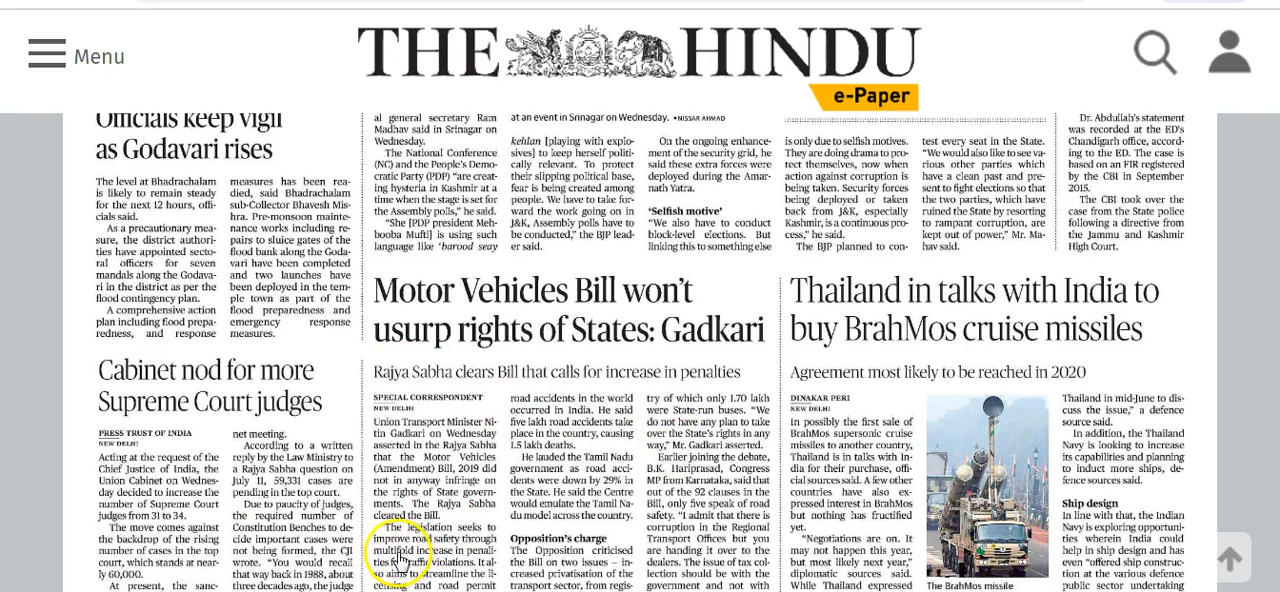 Menu
THE HINDU
e-Paper
Officials keep vigil
as Godavari rises
The level at Bhadrachalam
is likely to remain steady
for the next 12 hours, offi-
cials said.
As a precautionary mea-
sure, the district authori-
ties have appointed secto-
ral officers for seven
mandals along the Godava-
ri in the district as per the
flood contingency plan.
A comprehensive action
plan including flood prepa-
redness, and response
measures has been rea-
died, said Bhadrachalam
sub-Collector Bhavesh Mis-
hra. Pre-monsoon mainte-
nance works including re-
pairs to sluice gates of the
flood bank along the Goda-
vari have been completed
and two launches have
been deployed in the tem-
ple town as part of the
flood preparedness and
emergency response
measures.
Cabinet nod for more
Supreme Court judges
PRESS TRUST OF INDIA
NEW DELHI
Acting at the request of the
Chief Justice of India, the
Union Cabinet on Wednes-
day decided to increase the
number of Supreme Court
judges from 31 to 34.
The move comes against
the backdrop of the rising
number of cases in the top
court, which stands at near-
ly 60,000.
At present, the sanc-
net meeting.
According to a written
reply by the Law Ministry to
a Rajya Sabha question on
July 11, 59,331 cases are
pending in the top court.
Due to paucity of judges,
the required number of
Constitution Benches to de-
cide important cases were
not being formed, the CJI
wrote. “You would recall
that way back in 1988, about
three decades ago, the judge
al general secretary Ram
Madhav said in Srinagar on
Wednesday.
The National Conference
(NC) and the People's Demo-
cratic Party (PDP) “are creat-
ing hysteria in Kashmir at a
time when the stage is set for
the Assembly polls,” he said.
“She [PDP president Meh-
booba Mufti] is using such
language like ‘barood seay
at an event in Srinagar on Wednesday. • NISSAR AHMAD
kehlan [playing with explo-
sives] to keep herself politi-
cally relevant. To protect
their slipping political base,
fear is being created among
people. We have to take for-
ward the work going on in
J&K, Assembly polls have to
be conducted,” the BJP lead-
er said.
On the ongoing enhance-
ment of the security grid, he
said these extra forces were
deployed during the Amar-
nath Yatra.
‘Selfish motive’
“We also have to conduct
block-level elections. But
linking this to something else
is only due to selfish motives.
They are doing drama to pro-
tect themselves, now when
action against corruption is
being taken. Security forces
being deployed or taken
back from J&K, especially
Kashmir, is a continuous pro-
cess,” he said.
The BJP planned to con-
test every seat in the State.
“We would also like to see va-
rious other parties which
have a clean past and pre-
sent to fight elections so that
the two parties, which have
ruined the State by resorting
to rampant corruption, are
kept out of power,” Mr. Ma-
hav said.
Dr. Abdullah's statement
was recorded at the ED's
Chandigarh office, accord-
ing to the ED. The case is
based on an FIR registered
by the CBI in September
2015.
The CBI took over the
case from the State police
following a directive from
the Jammu and Kashmir
High Court.
Motor Vehicles Bill won't
usurp rights of States: Gadkari
Rajya Sabha clears Bill that calls for increase in penalties
SPECIAL CORRESPONDENT
NEW DELHI
Union Transport Minister Ni-
tin Gadkari on Wednesday
asserted in the Rajya Sabha
that the Motor Vehicles
(Amendment) Bill, 2019 did
not in anyway infringe on
the rights of State govern-
ments. The Rajya Sabha
cleared the Bill.
The legislation seeks to
improve road safety through
multifold increase in penali-
ties for traffic violations. It al-
so aims to streamline the li-
censing and road permit
road accidents in the world
occurred in India. He said
five lakh road accidents take
place in the country, causing
1.5 lakh deaths.
He lauded the Tamil Nadu
government as road acci-
dents were down by 29% in
the State. He said the Centre
would emulate the Tamil Na-
du model across the country.
Opposition's charge
The Opposition criticised
the Bill on two issues – in-
creased privatisation of the
transport sector, from regis-
try of which only 1.70 lakh
were State-run buses. “We
do not have any plan to take
over the State's rights in any
way,” Mr. Gadkari asserted.
Earlier joining the debate,
B.K. Hariprasad, Congress
MP from Karnataka, said that
out of the 92 clauses in the
Bill, only five speak of road
safety. “I admit that there is
corruption in the Regional
Transport Offices but you
are handing it over to the
dealers. The issue of tax col-
lection should be with the
government and not with
Thailand in talks with India to
buy BrahMos cruise missiles
Agreement most likely to be reached in 2020
DINAKAR PERI
NEW DELHI
In possibly the first sale of
BrahMos supersonic cruise
missiles to another country,
Thailand is in talks with In-
dia for their purchase, offi-
cial sources said. A few other
countries have also ex-
pressed interest in BrahMos
but nothing has fructified
yet.
“Negotiations are on. It
may not happen this year,
but most likely next year,”
diplomatic sources said.
While Thailand expressed
The BrahMos missile
Thailand in mid-June to dis-
cuss the issue,” a defence
source said.
In addition, the Thailand
Navy is looking to increase
its capabilities and planning
to induct more ships, de-
fence sources said.
Ship design
In line with that, the Indian
Navy is exploring opportuni-
ties wherein India could
help in ship design and has
even “offered ship construc-
tion at the various defence
public sector undertaking